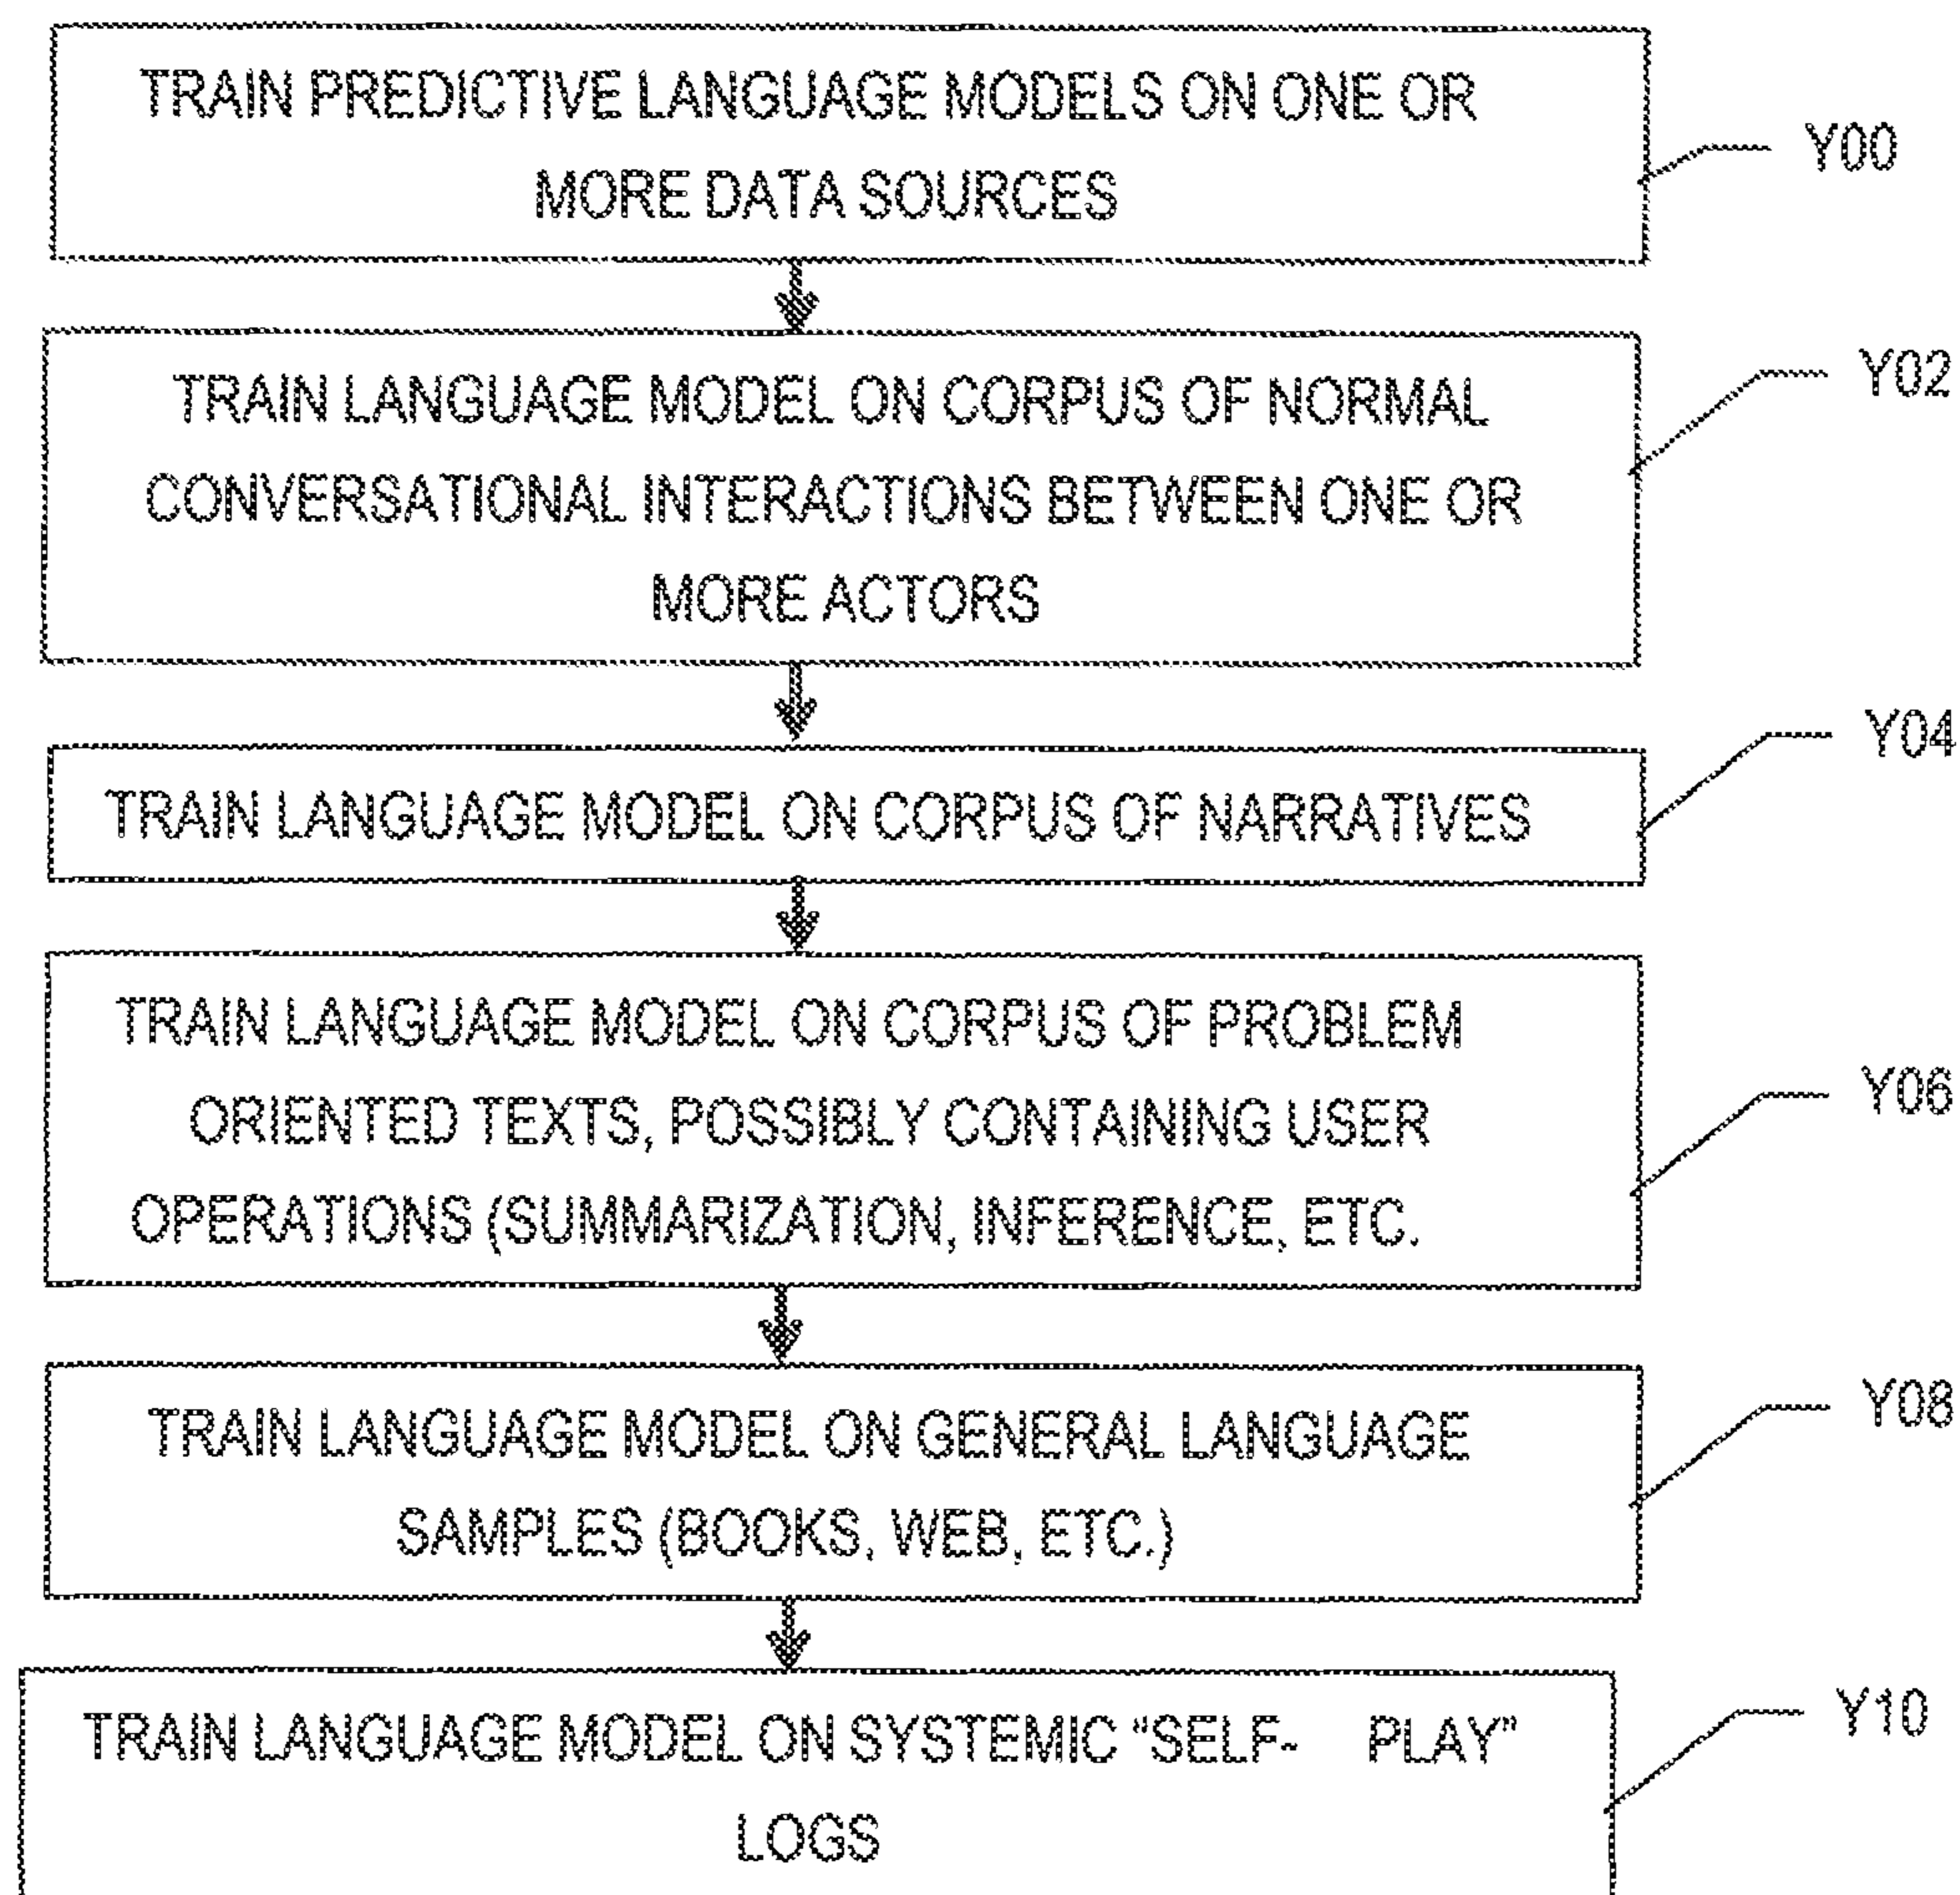 TRAIN PREDICTIVE LANGUAGE MODELS ON ONE OR
MORE DATA SOURCES
Y00
TRAIN LANGUAGE MODEL ON CORPUS OF NORMAL
CONVERSATIONAL INTERACTIONS BETWEEN ONE OR
MORE ACTORS
Y02
TRAIN LANGUAGE MODEL ON CORPUS OF NARRATIVES
Y04
TRAIN LANGUAGE MODEL ON CORPUS OF PROBLEM
ORIENTED TEXTS, POSSIBLY CONTAINING USER
OPERATIONS (SUMMARIZATION, INFERENCE, ETC.
Y06
TRAIN LANGUAGE MODEL ON GENERAL LANGUAGE
SAMPLES (BOOKS, WEB, ETC.)
Y08
TRAIN LANGUAGE MODEL ON SYSTEMIC “SELF- PLAY”
LOGS
Y10